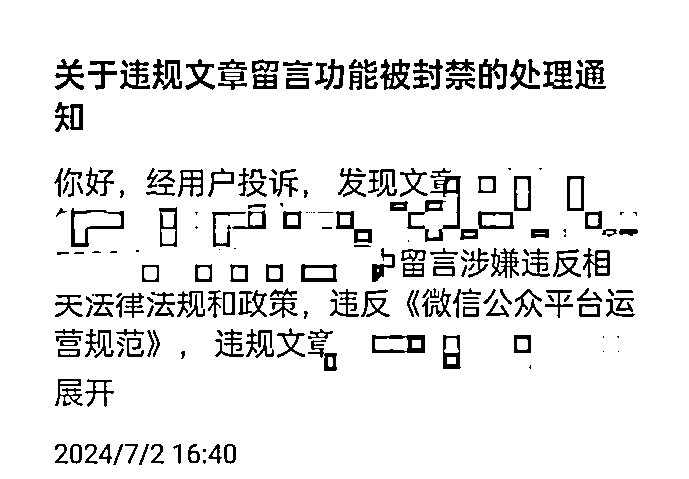 关于违规文章留言功能被封禁的处理通
知
你好，经用户投诉，发现文章
留言涉嫌违反相
关法律法规和政策，违反《微信公众平台运
营规范》，违规文章
展开
2024/7/2 16:40